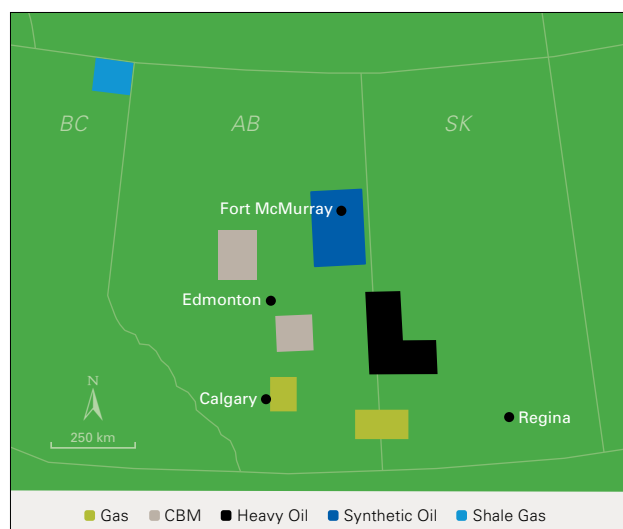 BC
AB
SK
Fort McMurray
Edmonton
Calgary
Regina
N
250 km
Gas CBM Heavy Oil Synthetic Oil Shale Gas